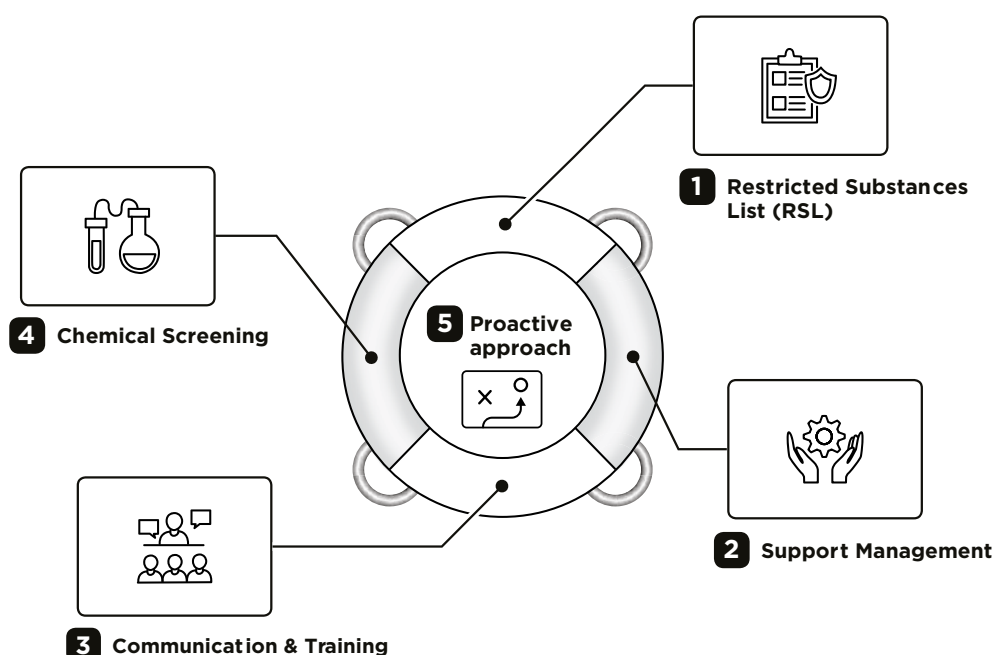 1 Restricted Substances
List (RSL)
4 Chemical Screening
5 Proactive
approach
2 Support Management
3 Communication & Training